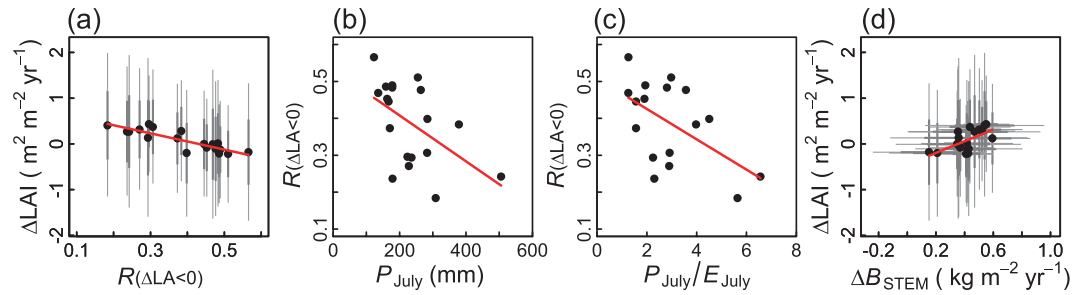 (a)
ΔLAI ( m² m⁻² yr⁻¹)
2
1
0
-1
-2
0.1 0.3 0.5
R(ΔLA<0)
(b)
R(ΔLA<0)
0.5
0.3
0.1
0 200 400 600
P_July (mm)
(c)
R(ΔLA<0)
0.5
0.3
0.1
0 2 4 6 8
P_July/E_July
(d)
ΔLAI ( m² m⁻² yr⁻¹)
2
1
0
-1
-2
-0.2 0.2 0.6 1.0
ΔB_STEM ( kg m⁻² yr⁻¹)